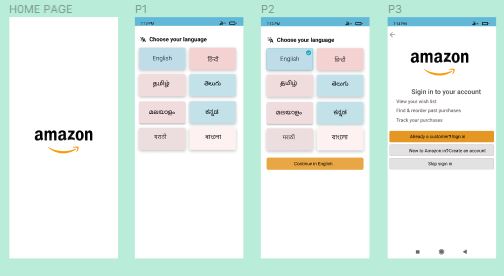 HOME PAGE
amazon
P1
Choose your language
English
हिन्दी
தமிழ்
తెలుగు
മലയാളം
ಕನ್ನಡ
मराठी
বাংলা
P2
Choose your language
English
हिन्दी
தமிழ்
తెలుగు
മലയാളം
ಕನ್ನಡ
मराठी
বাংলা
Continue in English
P3
amazon
Sigin in to your account
View your wish list
Find & reorder past purchases
Track your purchases
Already a customer? Sign in
New to Amazon in?Create an account
Skip sigin in